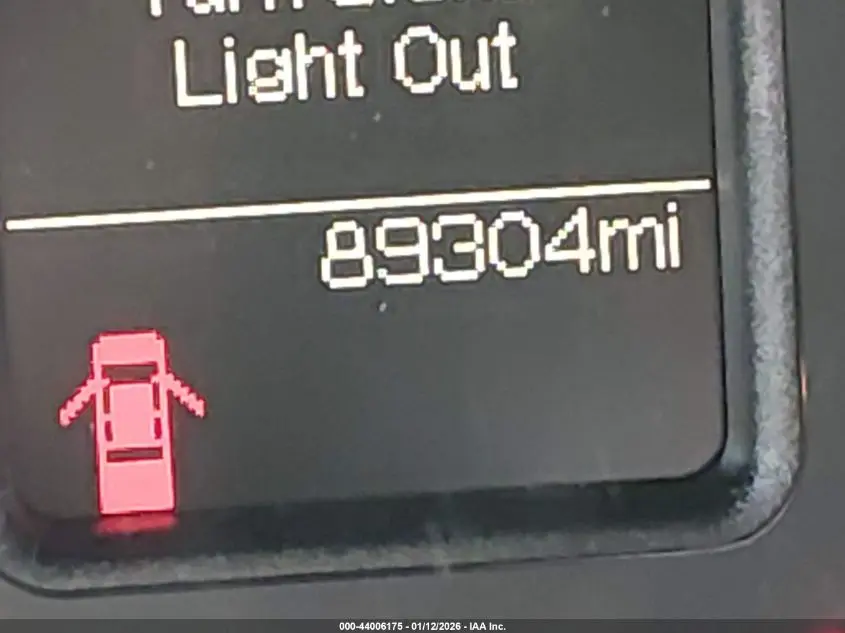 Light Out
89304mi
000-44006175 - 01/12/2026 - IAA Inc.